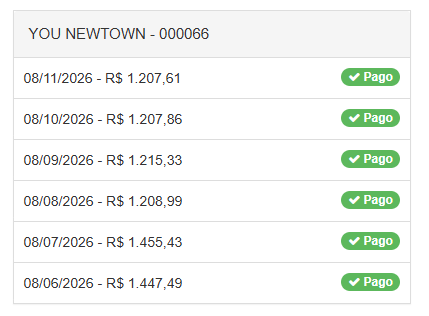 YOU NEWTOWN - 000066
08/11/2026 - R$ 1.207,61 Pago
08/10/2026 - R$ 1.207,86 Pago
08/09/2026 - R$ 1.215,33 Pago
08/08/2026 - R$ 1.208,99 Pago
08/07/2026 - R$ 1.455,43 Pago
08/06/2026 - R$ 1.447,49 Pago